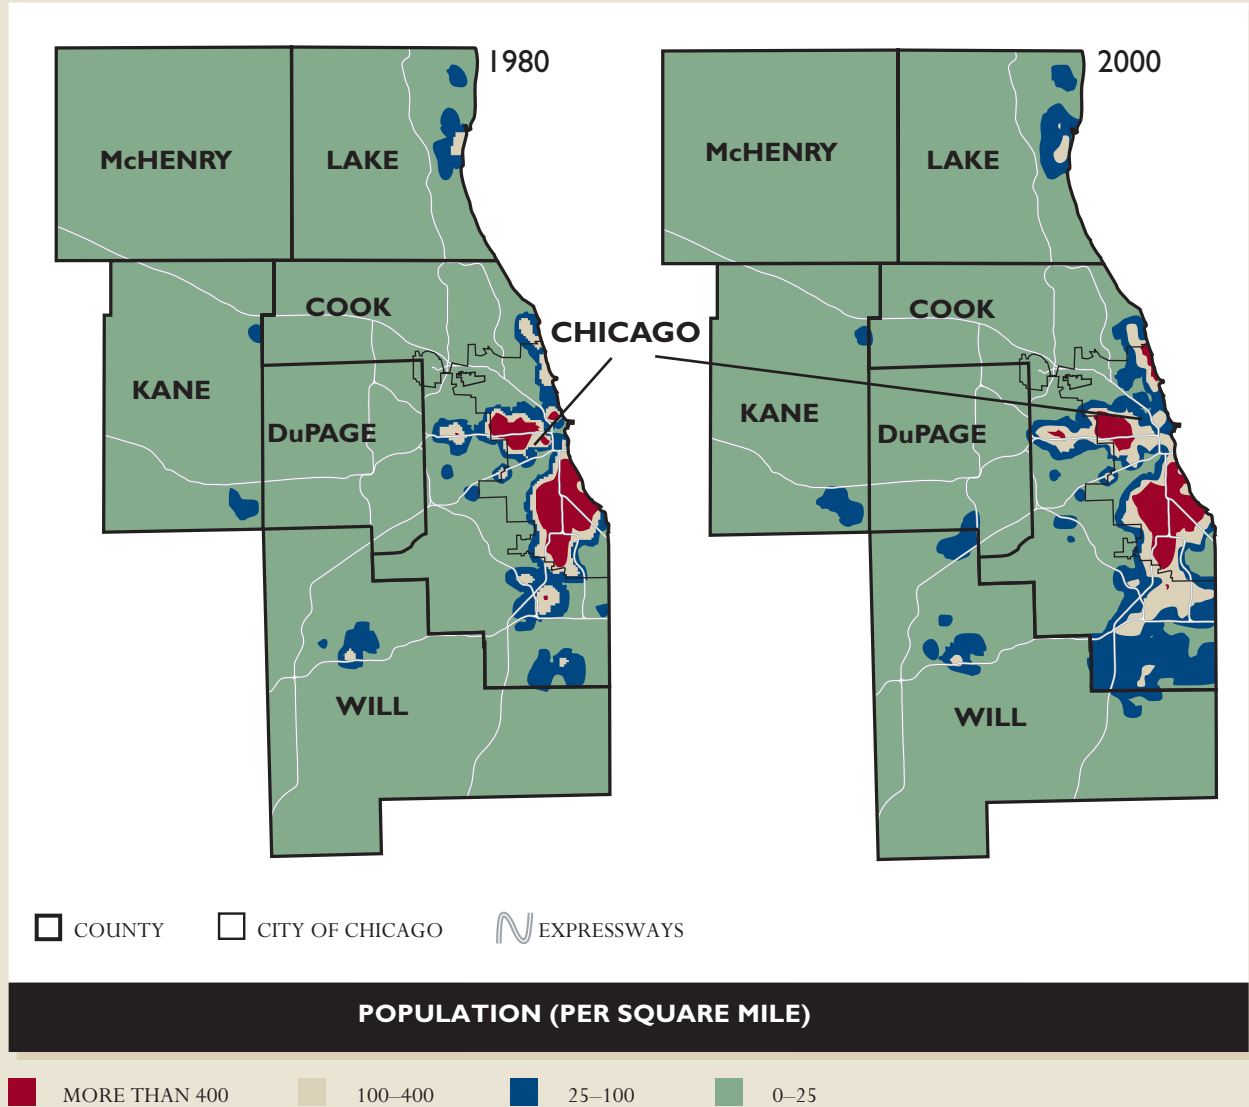 1980
2000
McHENRY
LAKE
McHENRY
LAKE
COOK
COOK
CHICAGO
KANE
KANE
DuPAGE
DuPAGE
WILL
WILL
COUNTY
CITY OF CHICAGO
EXPRESSWAYS
POPULATION (PER SQUARE MILE)
MORE THAN 400
100–400
25–100
0–25